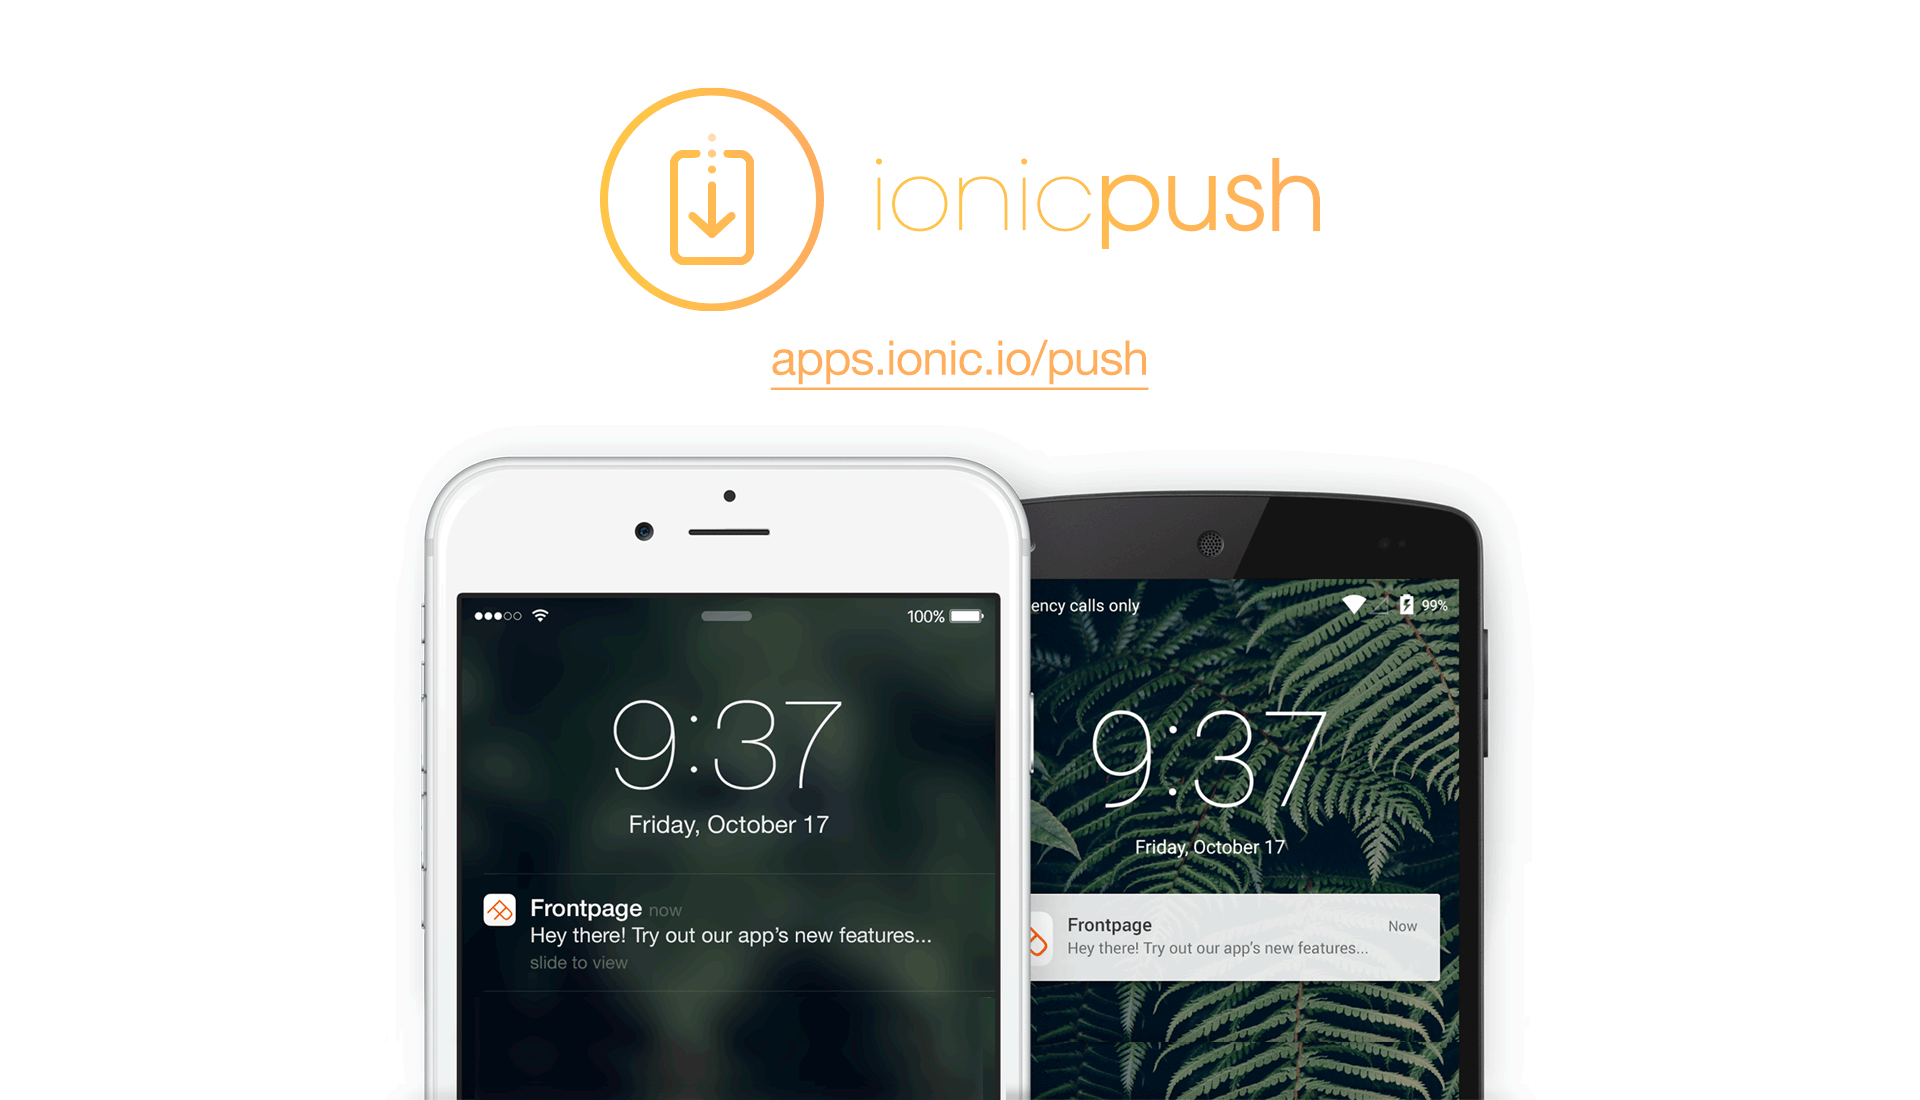 ionicpush
apps.ionic.io/push
100%
9:37
Friday, October 17
Frontpage now
Hey there! Try out our app's new features...
slide to view
ency calls only
99%
9:37
Friday, October 17
Frontpage Now
Hey there! Try out our app's new features...